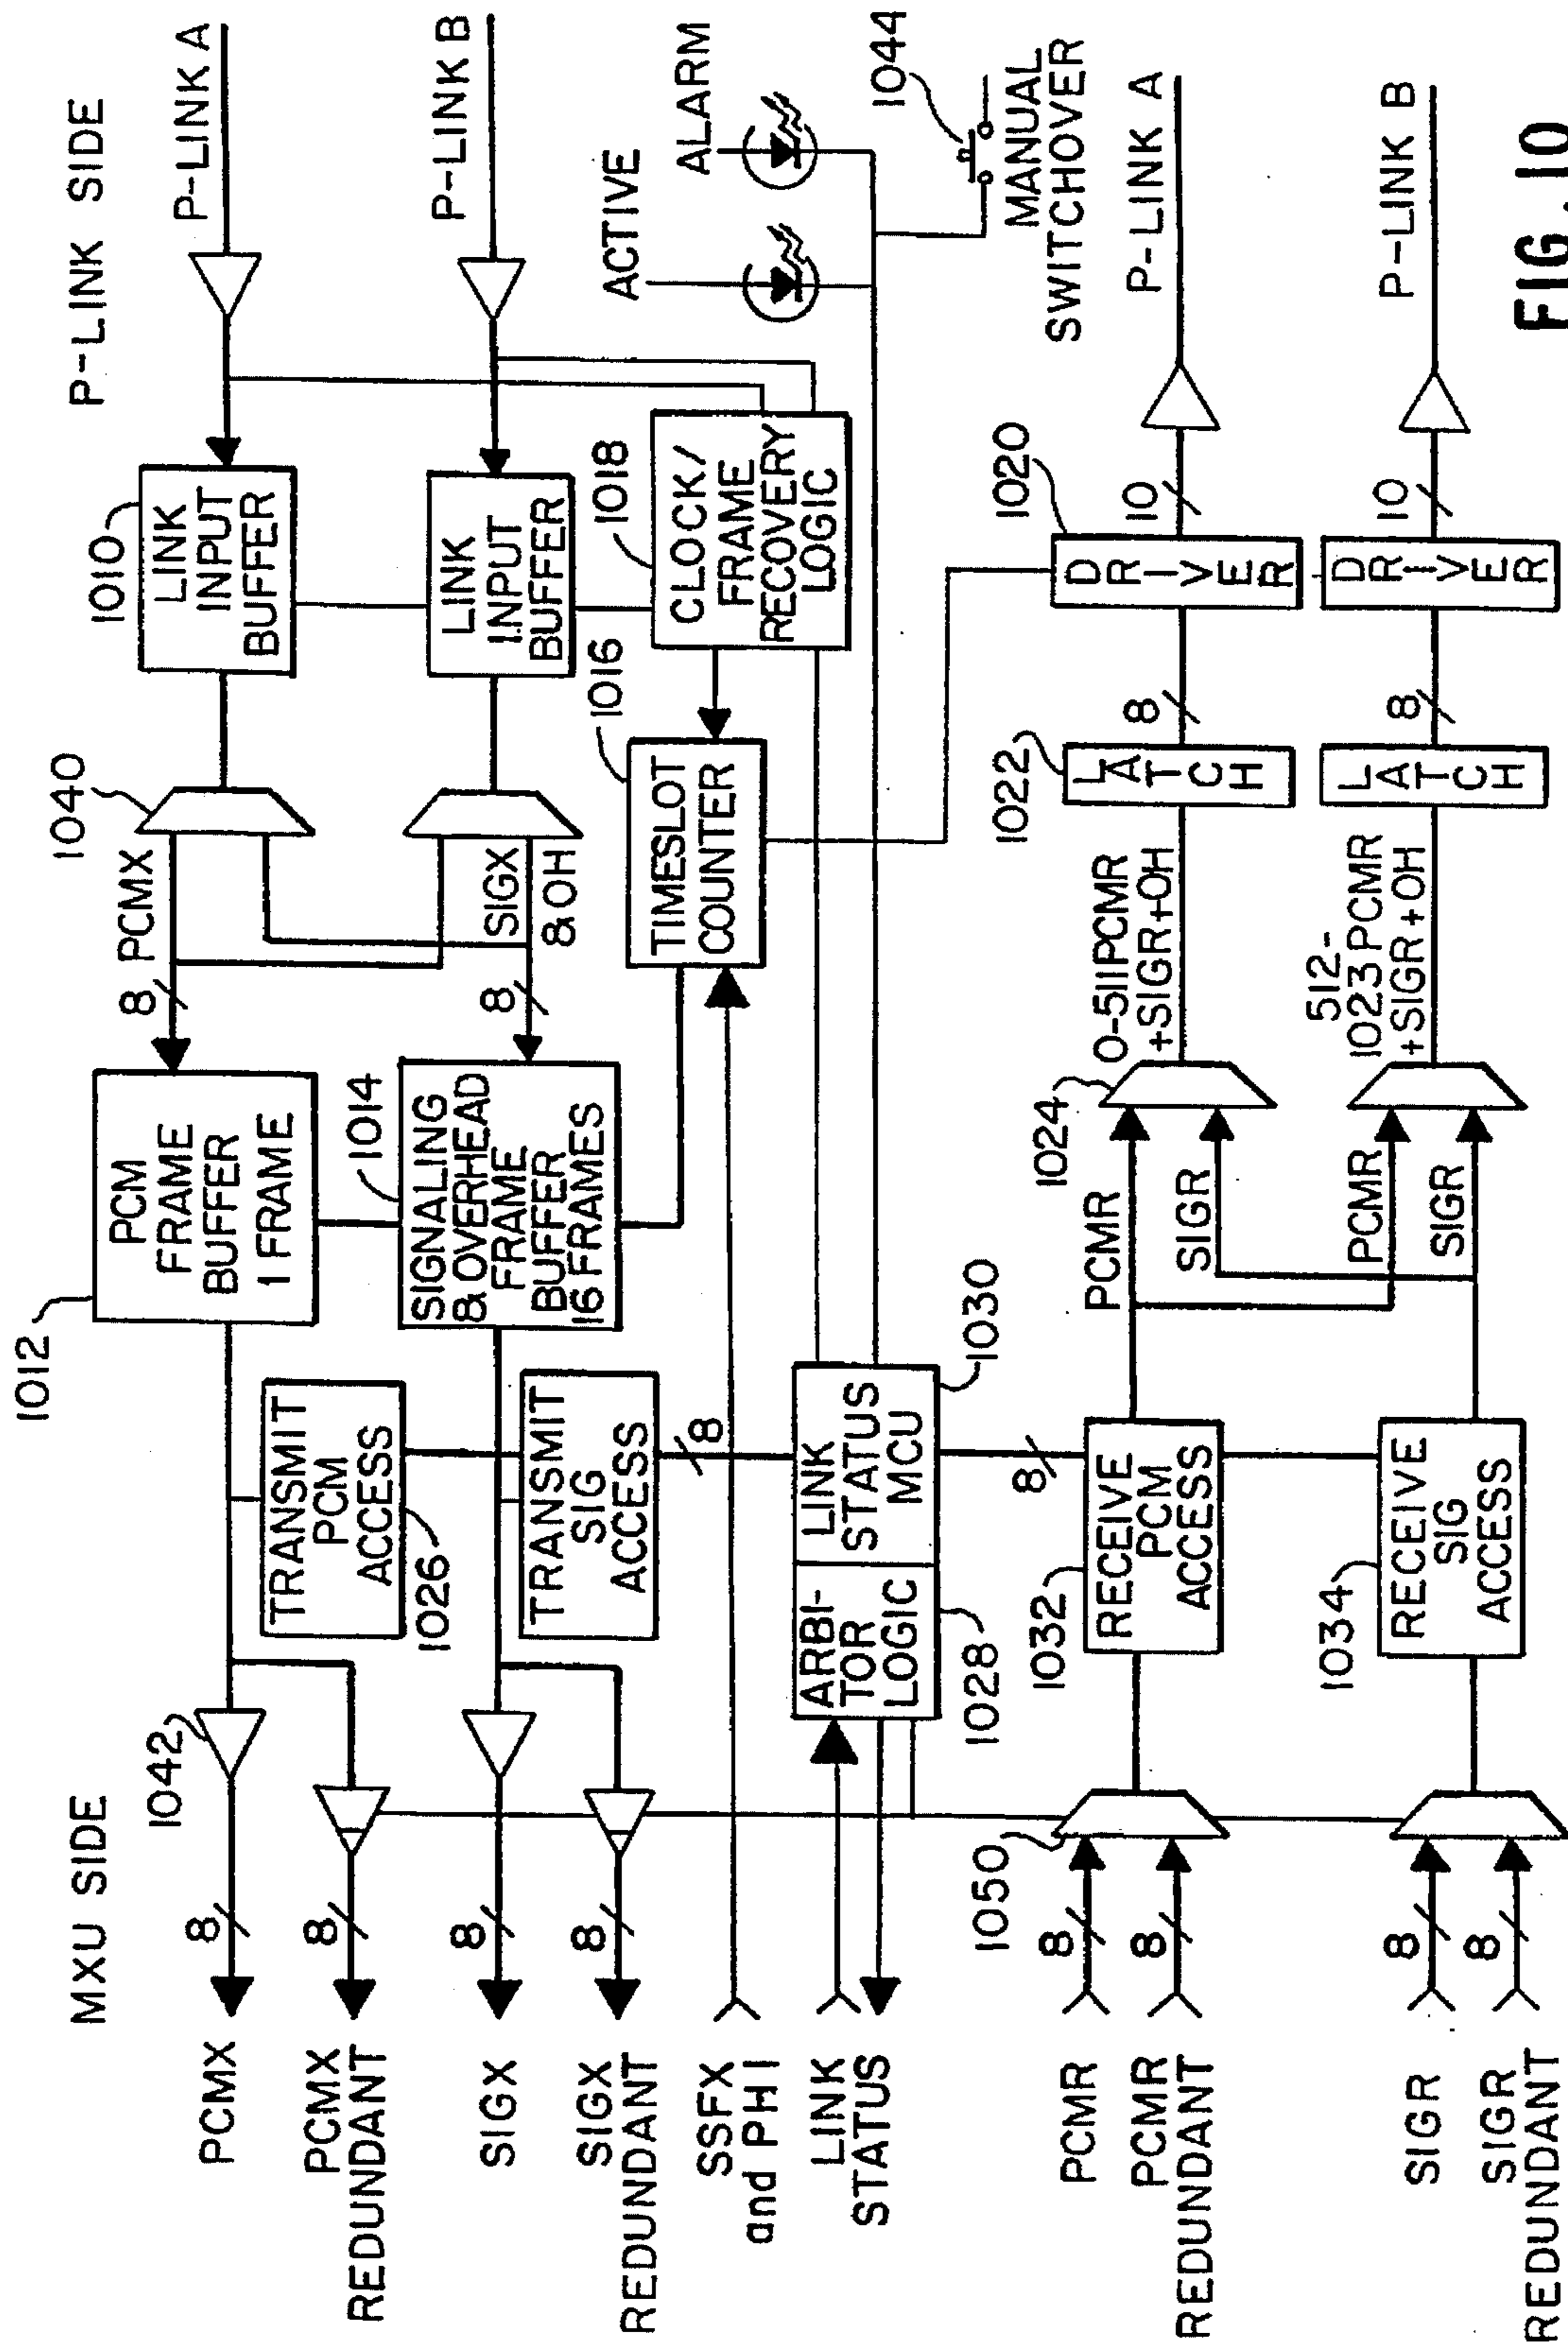 MXU SIDE
P-LINK SIDE
PCMX
8
1042
1012
PCM
FRAME
BUFFER
1 FRAME
8
PCMX
1040
1010
LINK
INPUT
BUFFER
P-LINK A
PCMX
REDUNDANT
8
TRANSMIT
PCM
ACCESS
1026
SIGX
8
1014
SIGNALING
& OVERHEAD
FRAME
BUFFER
16 FRAMES
8
SIGX
& OH
LINK
INPUT
BUFFER
P-LINK B
SIGX
REDUNDANT
8
TRANSMIT
SIG
ACCESS
8
1016
TIMESLOT
COUNTER
1018
CLOCK/
FRAME
RECOVERY
LOGIC
ACTIVE
ALARM
SSFX
and PHI
LINK
STATUS
ARBI-
TOR
LOGIC
1028
LINK
STATUS
MCU
1030
1044
MANUAL
SWITCHOVER
PCMR
8
1050
PCMR
REDUNDANT
8
1032
RECEIVE
PCM
ACCESS
8
PCMR
SIGR
1024
0-511PCMR
+SIGR+OH
1022
LATCH
8
1020
DRIVER
10
P-LINK A
SIGR
8
SIGR
REDUNDANT
8
1034
RECEIVE
SIG
ACCESS
PCMR
SIGR
512-
1023PCMR
+SIGR+OH
LATCH
8
DRIVER
10
P-LINK B
FIG. 10